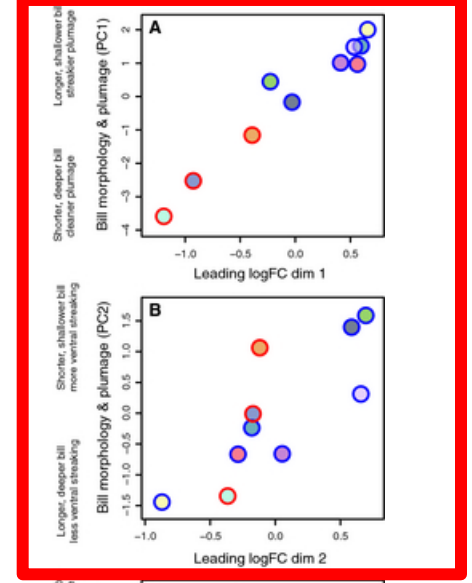 A
Longer, shallower bill
streakier plumage
Shorter, deeper bill
cleaner plumage
Bill morphology & plumage (PC1)
2
1
0
−1
−2
−3
−4
−1.0 −0.5 0.0 0.5
Leading logFC dim 1
B
Shorter, shallower bill
more ventral streaking
Longer, deeper bill
less ventral streaking
Bill morphology & plumage (PC2)
1.5
1.0
0.5
0.0
−0.5
−1.0
−1.5
−1.0 −0.5 0.0 0.5
Leading logFC dim 2